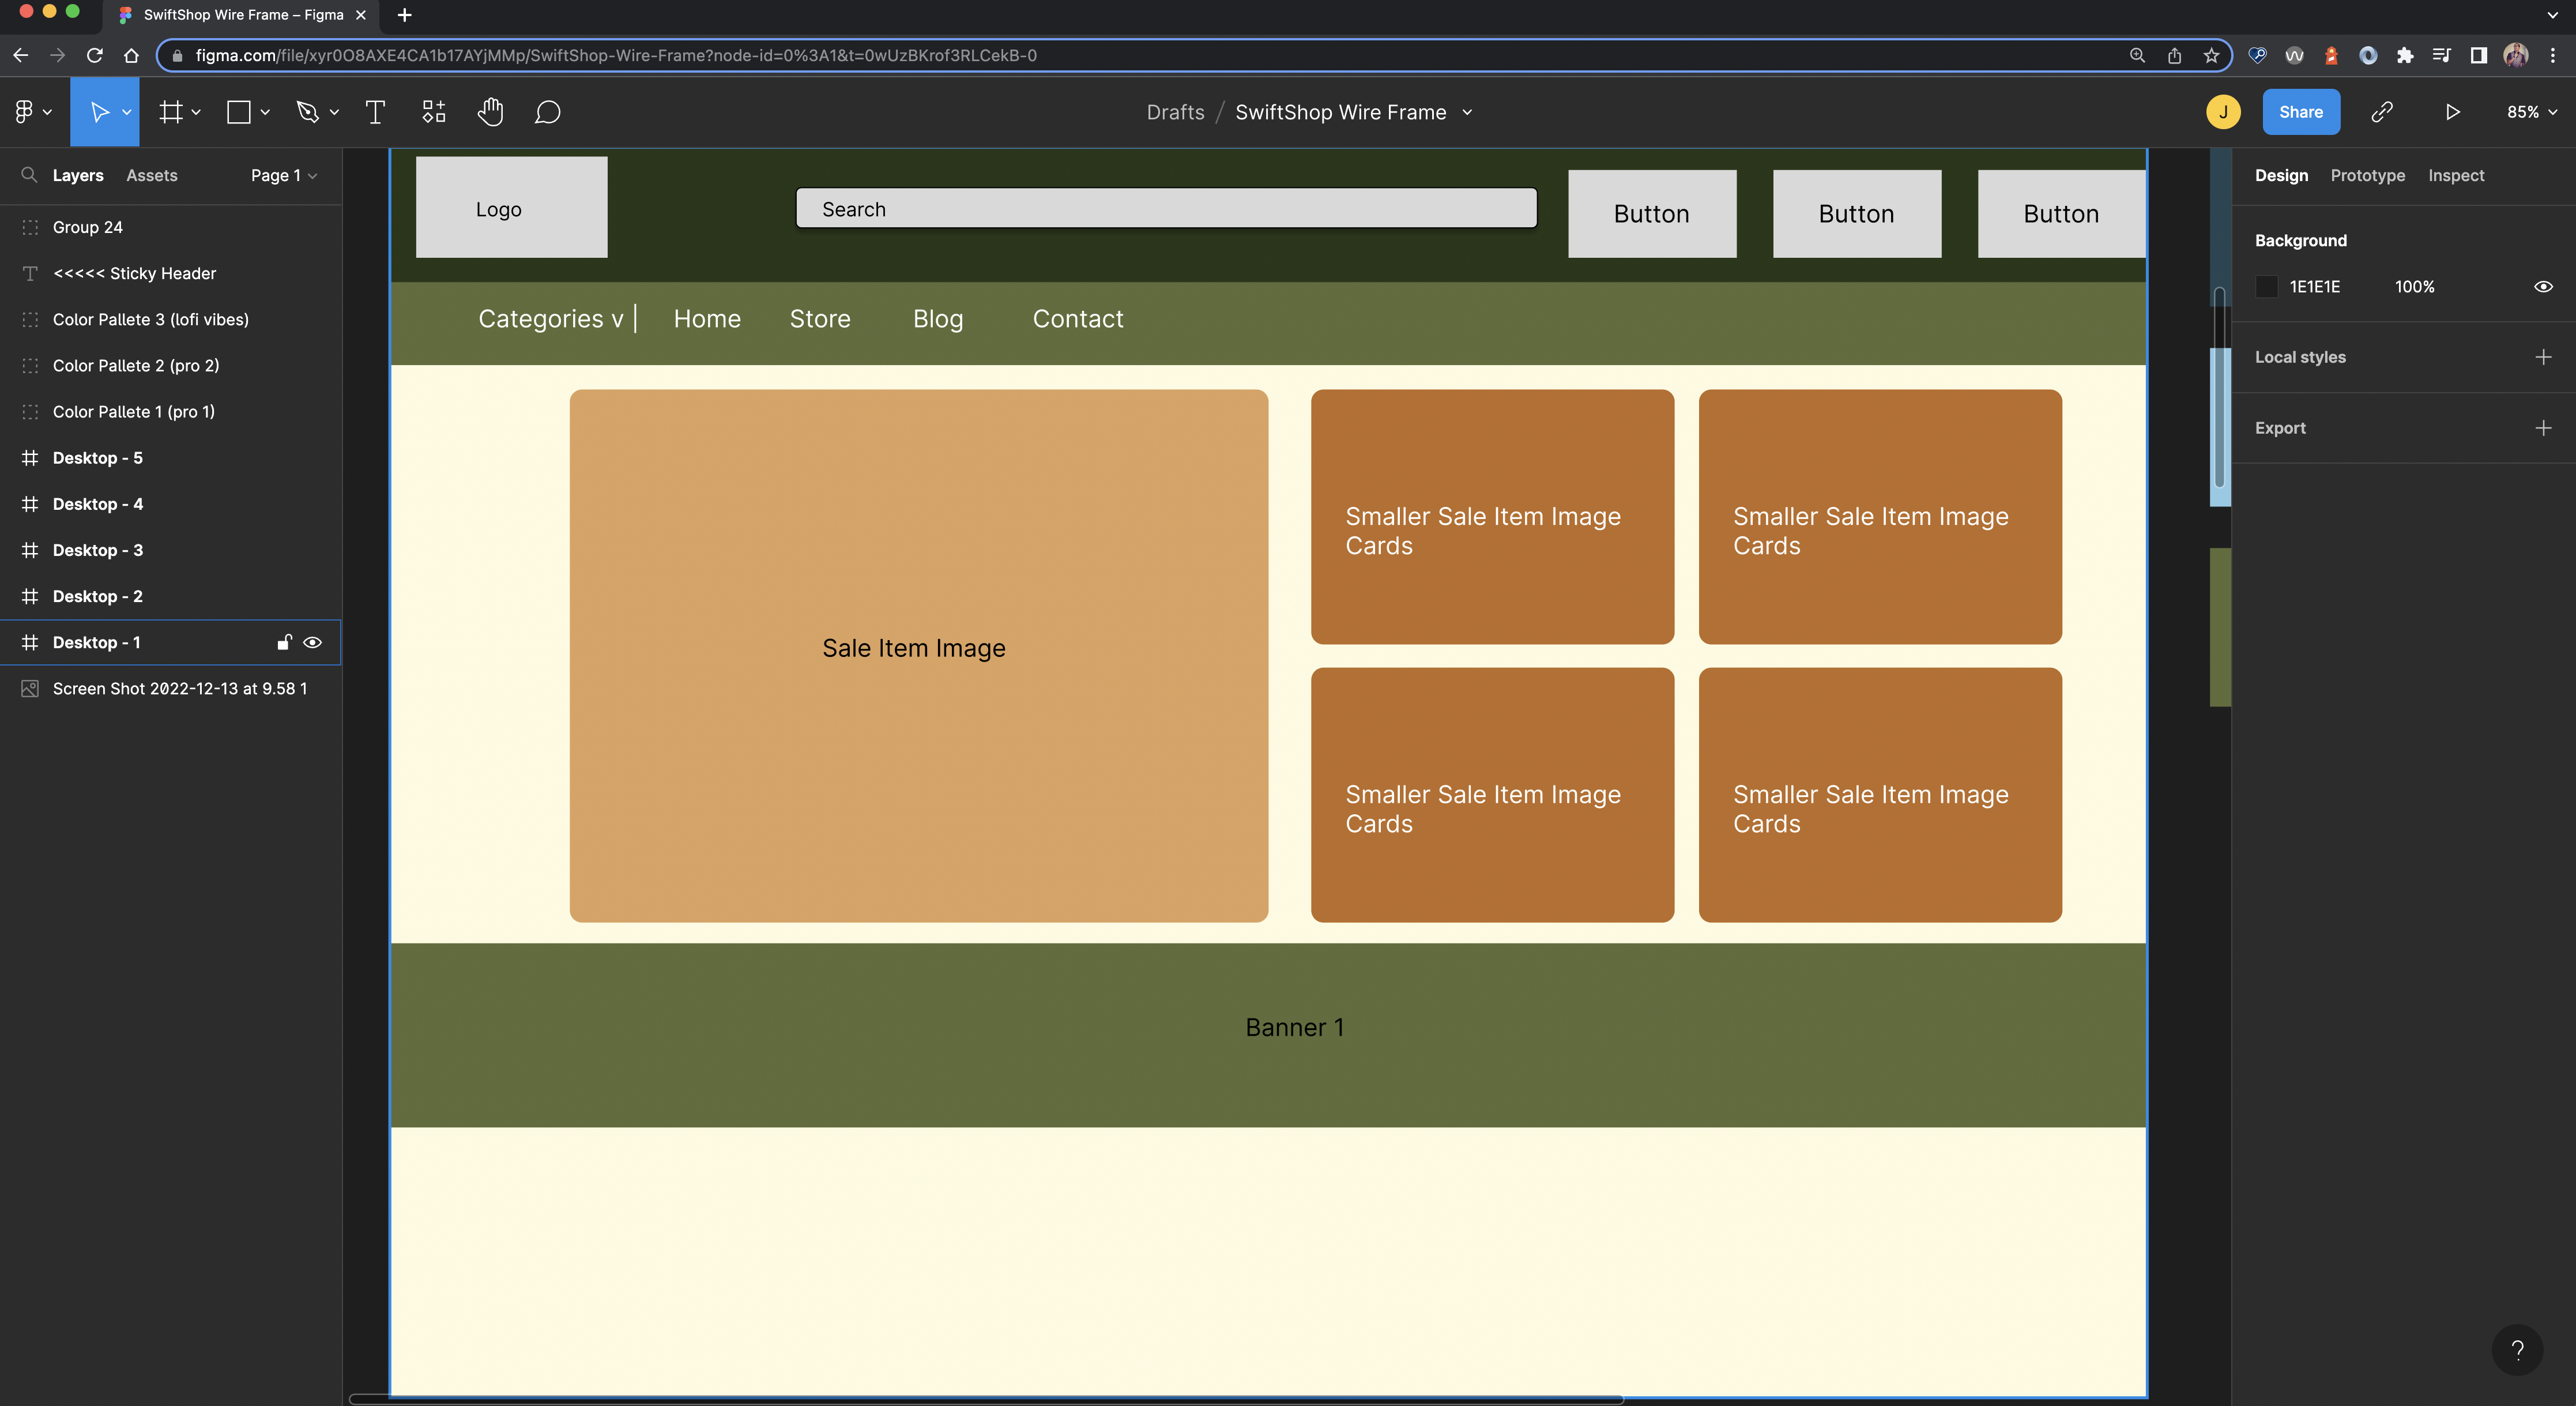 SwiftShop Wire Frame – Figma
figma.com/file/xyr0O8AXE4CA1b17AYjMMp/SwiftShop-Wire-Frame?node-id=0%3A1&t=0wUzBKrof3RLCekB-0
Drafts / SwiftShop Wire Frame
J
Share
85%
Layers
Assets
Page 1
Group 24
<<<<< Sticky Header
Color Pallete 3 (lofi vibes)
Color Pallete 2 (pro 2)
Color Pallete 1 (pro 1)
Desktop - 5
Desktop - 4
Desktop - 3
Desktop - 2
Desktop - 1
Screen Shot 2022-12-13 at 9.58 1
Logo
Search
Button
Button
Button
Categories v |
Home
Store
Blog
Contact
Sale Item Image
Smaller Sale Item Image
Cards
Smaller Sale Item Image
Cards
Smaller Sale Item Image
Cards
Smaller Sale Item Image
Cards
Banner 1
Design
Prototype
Inspect
Background
1E1E1E
100%
Local styles
Export
?